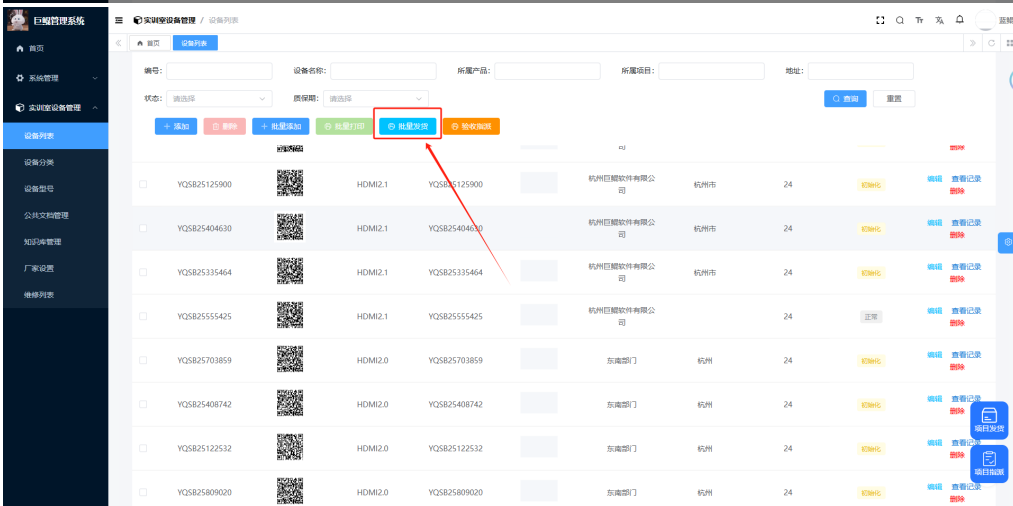 巨鲲管理系统
实训室设备管理 / 设备列表
蓝鲸
首页
系统管理
实训室设备管理
设备列表
设备分类
设备型号
公共文档管理
知识库管理
厂家设置
维修列表
首页 设备列表
编号: 设备名称: 所属产品: 所属项目: 地址:
状态: 请选择 质保期: 请选择 查询 重置
添加 删除 批量添加 批量打印 批量发货 验收指派
司 删除
YQSB25125900 HDMI2.1 YQSB25125900 杭州巨鲲软件有限公司 杭州市 24 初始化 编辑 查看记录 删除
YQSB25404630 HDMI2.1 YQSB25404630 杭州巨鲲软件有限公司 杭州市 24 初始化 编辑 查看记录 删除
YQSB25335464 HDMI2.1 YQSB25335464 杭州巨鲲软件有限公司 杭州市 24 初始化 编辑 查看记录 删除
YQSB25555425 HDMI2.1 YQSB25555425 杭州巨鲲软件有限公司 24 正常 编辑 查看记录 删除
YQSB25703859 HDMI2.0 YQSB25703859 东南部门 杭州 24 初始化 编辑 查看记录 删除
YQSB25408742 HDMI2.0 YQSB25408742 东南部门 杭州 24 初始化 编辑 查看记录 删除
YQSB25122532 HDMI2.0 YQSB25122532 东南部门 杭州 24 初始化 编辑 查看记录 删除
YQSB25809020 HDMI2.0 YQSB25809020 东南部门 杭州 24 初始化 编辑 查看记录 删除
项目发货
项目指派